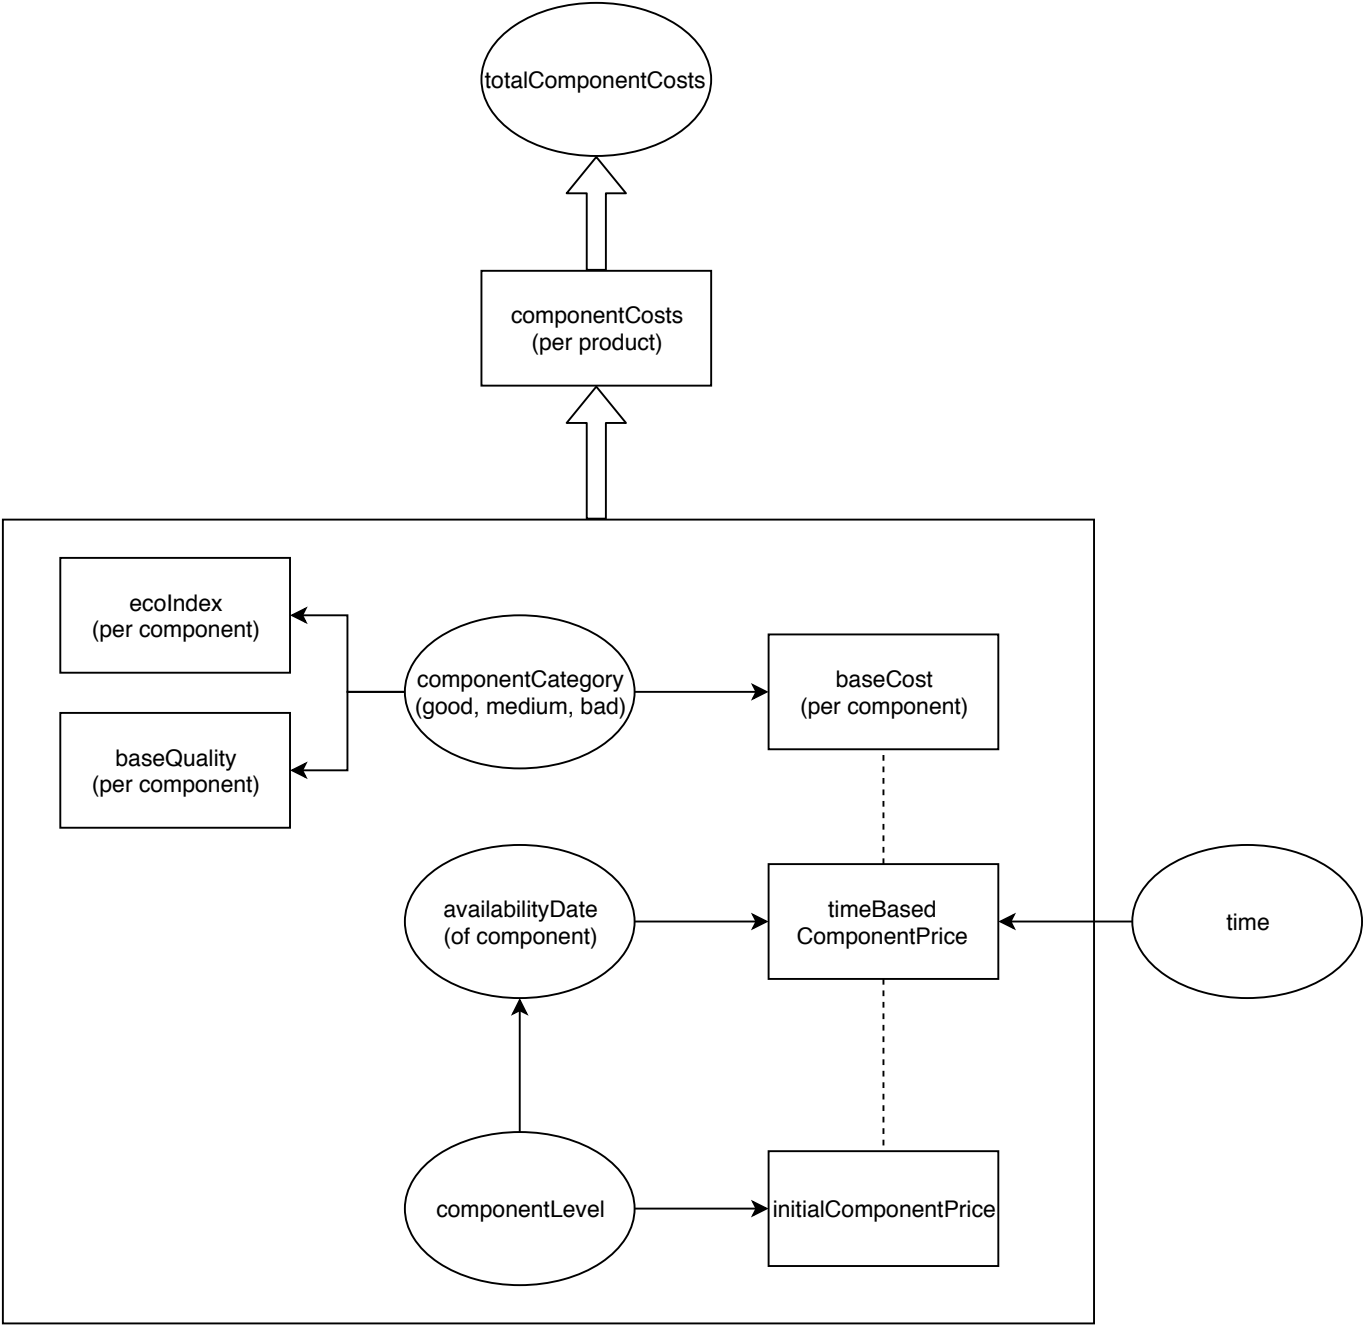 totalComponentCosts
componentCosts
(per product)
ecoIndex
(per component)
componentCategory
(good, medium, bad)
baseCost
(per component)
baseQuality
(per component)
availabilityDate
(of component)
timeBased
ComponentPrice
time
componentLevel
initialComponentPrice